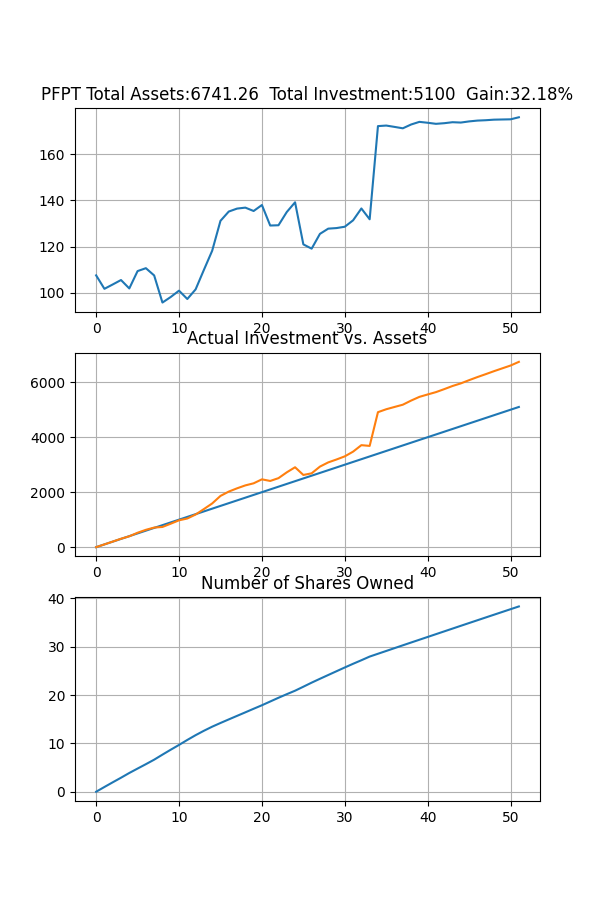 PFPT Total Assets:6741.26  Total Investment:5100  Gain:32.18%
160
140
120
100
0 10 20 30 40 50
Actual Investment vs. Assets
6000
4000
2000
0
0 10 20 30 40 50
Number of Shares Owned
40
30
20
10
0
0 10 20 30 40 50